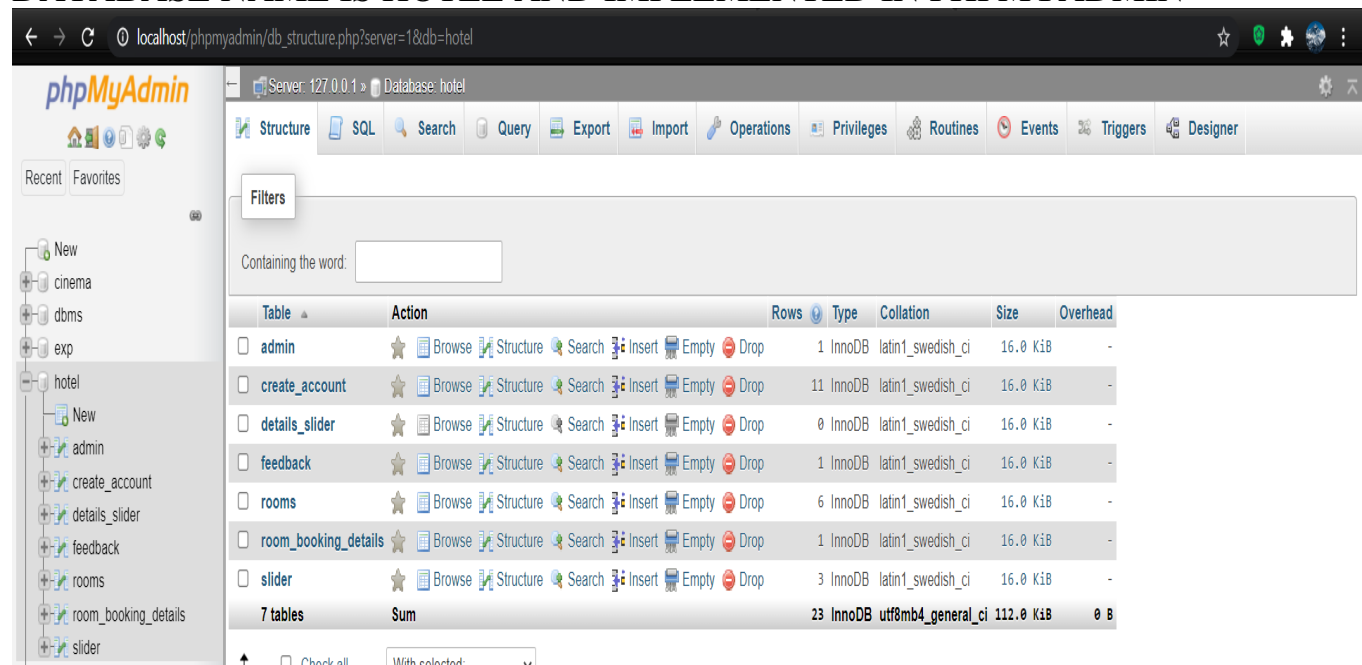 DATABASE NAME IS HOTEL AND IMPLEMENTED IN PHPMYADMIN
localhost/phpmyadmin/db_structure.php?server=1&db=hotel
phpMyAdmin
Recent Favorites
New
cinema
dbms
exp
hotel
New
admin
create_account
details_slider
feedback
rooms
room_booking_details
slider
Server: 127.0.0.1 » Database: hotel
Structure SQL Search Query Export Import Operations Privileges Routines Events Triggers Designer
Filters
Containing the word:
Table Action Rows Type Collation Size Overhead
admin Browse Structure Search Insert Empty Drop 1 InnoDB latin1_swedish_ci 16.0 KiB -
create_account Browse Structure Search Insert Empty Drop 11 InnoDB latin1_swedish_ci 16.0 KiB -
details_slider Browse Structure Search Insert Empty Drop 0 InnoDB latin1_swedish_ci 16.0 KiB -
feedback Browse Structure Search Insert Empty Drop 1 InnoDB latin1_swedish_ci 16.0 KiB -
rooms Browse Structure Search Insert Empty Drop 6 InnoDB latin1_swedish_ci 16.0 KiB -
room_booking_details Browse Structure Search Insert Empty Drop 1 InnoDB latin1_swedish_ci 16.0 KiB -
slider Browse Structure Search Insert Empty Drop 3 InnoDB latin1_swedish_ci 16.0 KiB -
7 tables Sum 23 InnoDB utf8mb4_general_ci 112.0 KiB 0 B
Check all With selected: